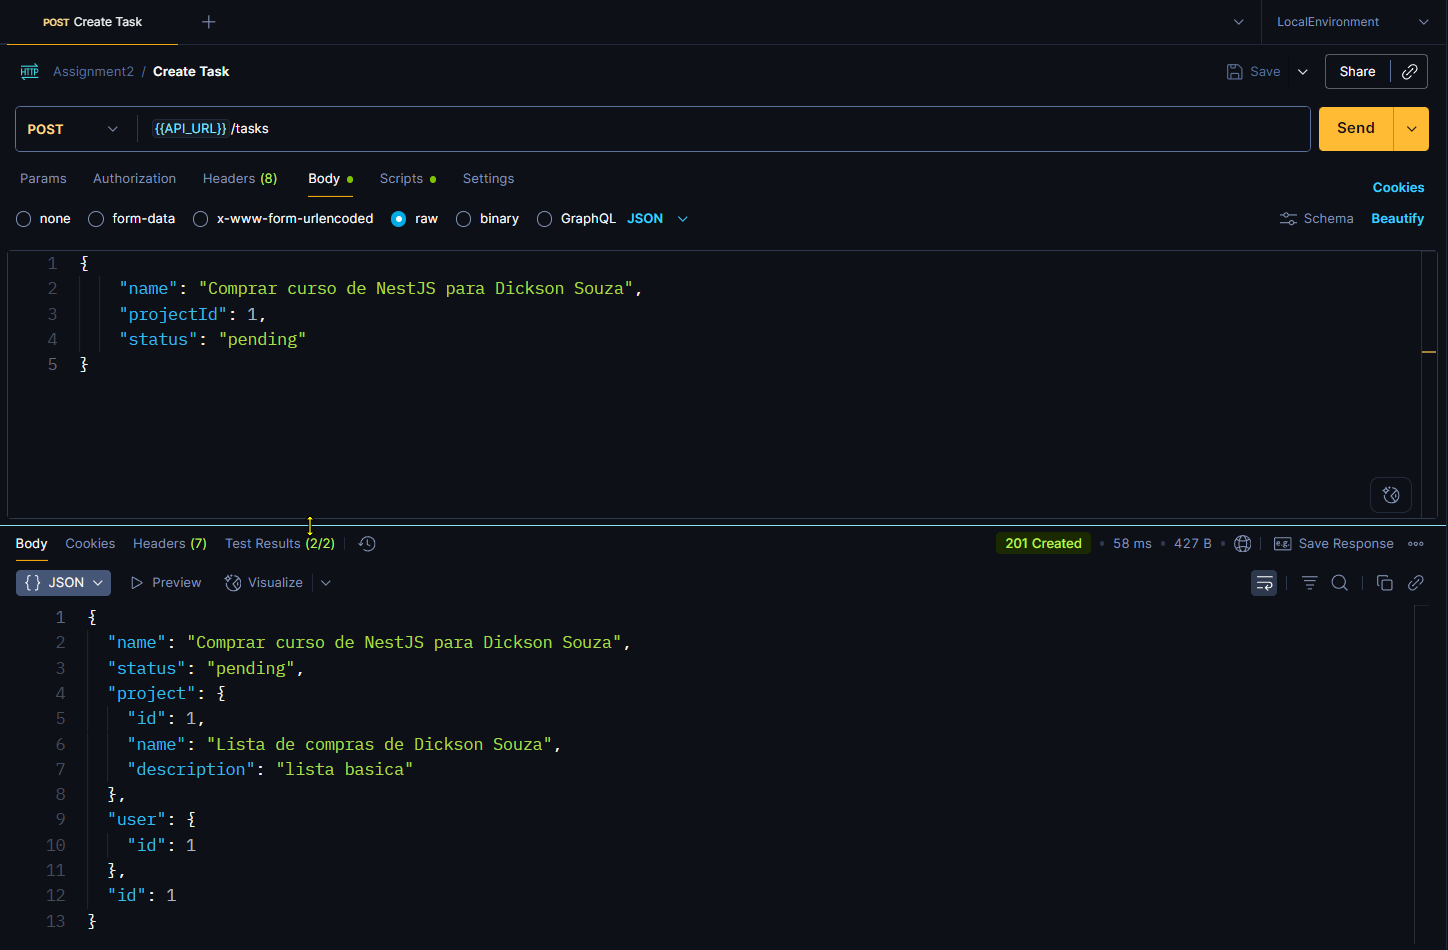 POST Create Task
LocalEnvironment
HTTP Assignment2 / Create Task
Save
Share
POST {{API_URL}}/tasks
Send
Params Authorization Headers (8) Body Scripts Settings
Cookies
none form-data x-www-form-urlencoded raw binary GraphQL JSON
Schema Beautify
1 {
2 "name": "Comprar curso de NestJS para Dickson Souza",
3 "projectId": 1,
4 "status": "pending"
5 }
Body Cookies Headers (7) Test Results (2/2)
201 Created • 58 ms • 427 B • e.g. Save Response
{} JSON Preview Visualize
1 {
2 "name": "Comprar curso de NestJS para Dickson Souza",
3 "status": "pending",
4 "project": {
5 "id": 1,
6 "name": "Lista de compras de Dickson Souza",
7 "description": "lista basica"
8 },
9 "user": {
10 "id": 1
11 },
12 "id": 1
13 }